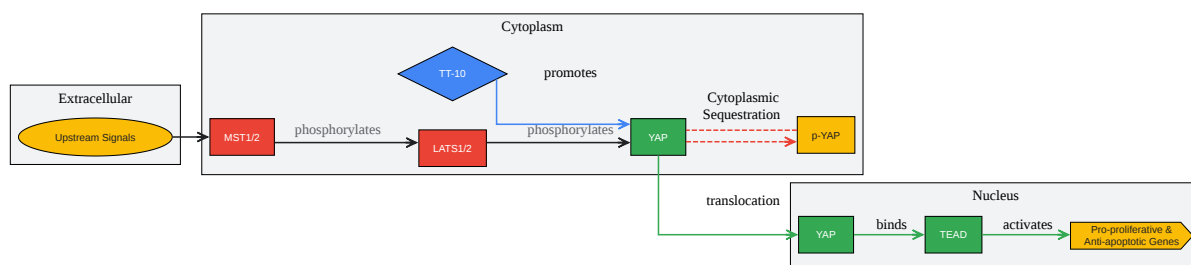 Cytoplasm
TT-10
promotes
Extracellular
Upstream Signals
MST1/2
phosphorylates
LATS1/2
phosphorylates
YAP
Cytoplasmic
Sequestration
p-YAP
translocation
Nucleus
YAP
binds
TEAD
activates
Pro-proliferative &
Anti-apoptotic Genes